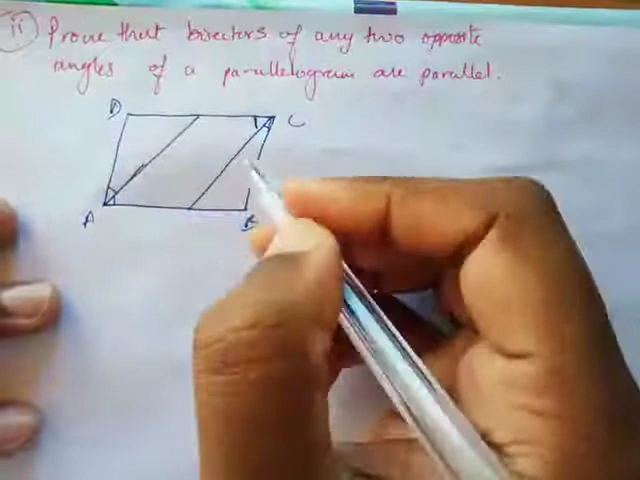 ii) Prove that bisectors of any two opposite
angles of a parallelogram are parallel.
D C
A B